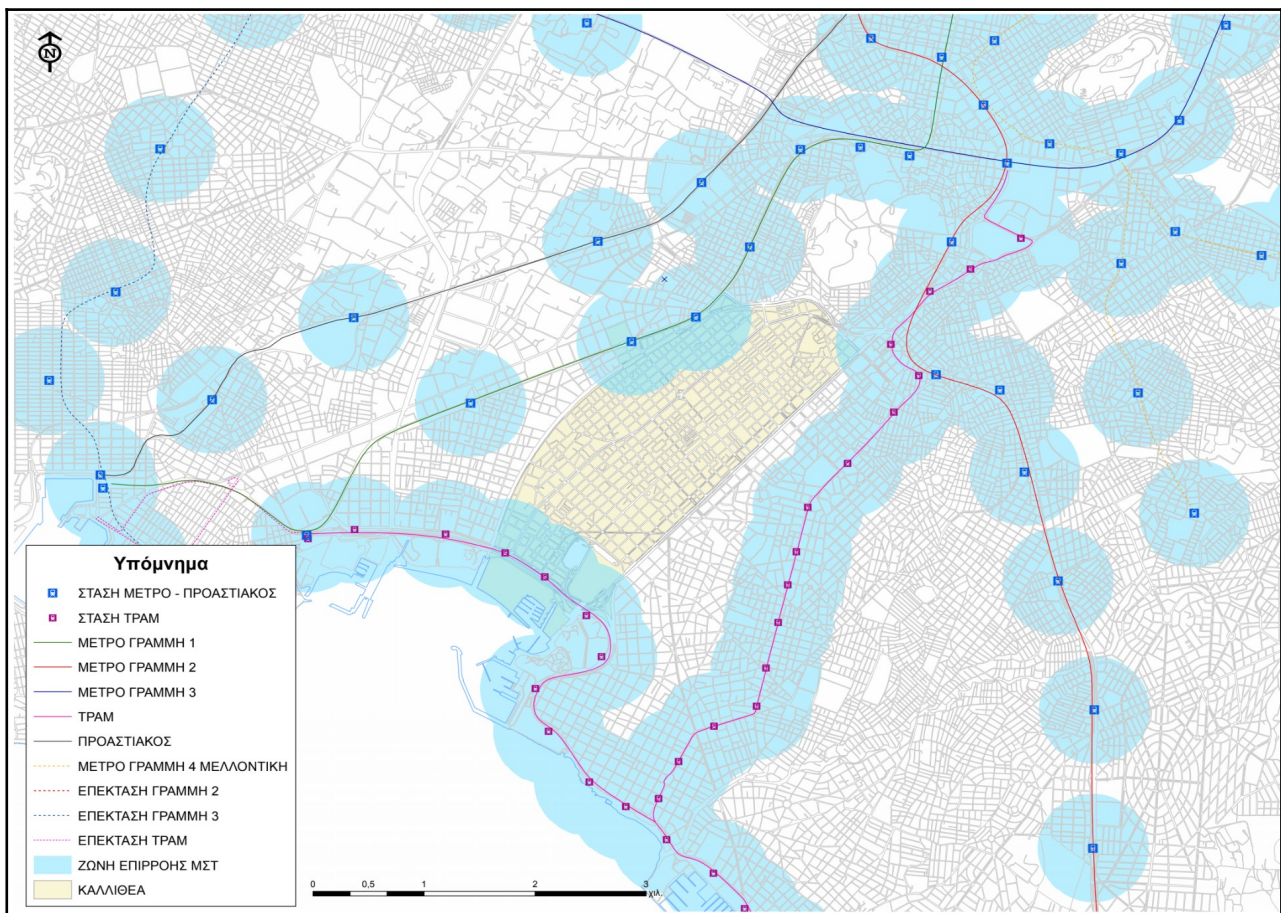 N
Υπόμνημα
ΣΤΑΣΗ ΜΕΤΡΟ - ΠΡΟΑΣΤΙΑΚΟΣ
ΣΤΑΣΗ ΤΡΑΜ
ΜΕΤΡΟ ΓΡΑΜΜΗ 1
ΜΕΤΡΟ ΓΡΑΜΜΗ 2
ΜΕΤΡΟ ΓΡΑΜΜΗ 3
ΤΡΑΜ
ΠΡΟΑΣΤΙΑΚΟΣ
ΜΕΤΡΟ ΓΡΑΜΜΗ 4 ΜΕΛΛΟΝΤΙΚΗ
ΕΠΕΚΤΑΣΗ ΓΡΑΜΜΗ 2
ΕΠΕΚΤΑΣΗ ΓΡΑΜΜΗ 3
ΕΠΕΚΤΑΣΗ ΤΡΑΜ
ΖΩΝΗ ΕΠΙΡΡΟΗΣ ΜΣΤ
ΚΑΛΛΙΘΕΑ
0 0,5 1 2 3
χιλ.